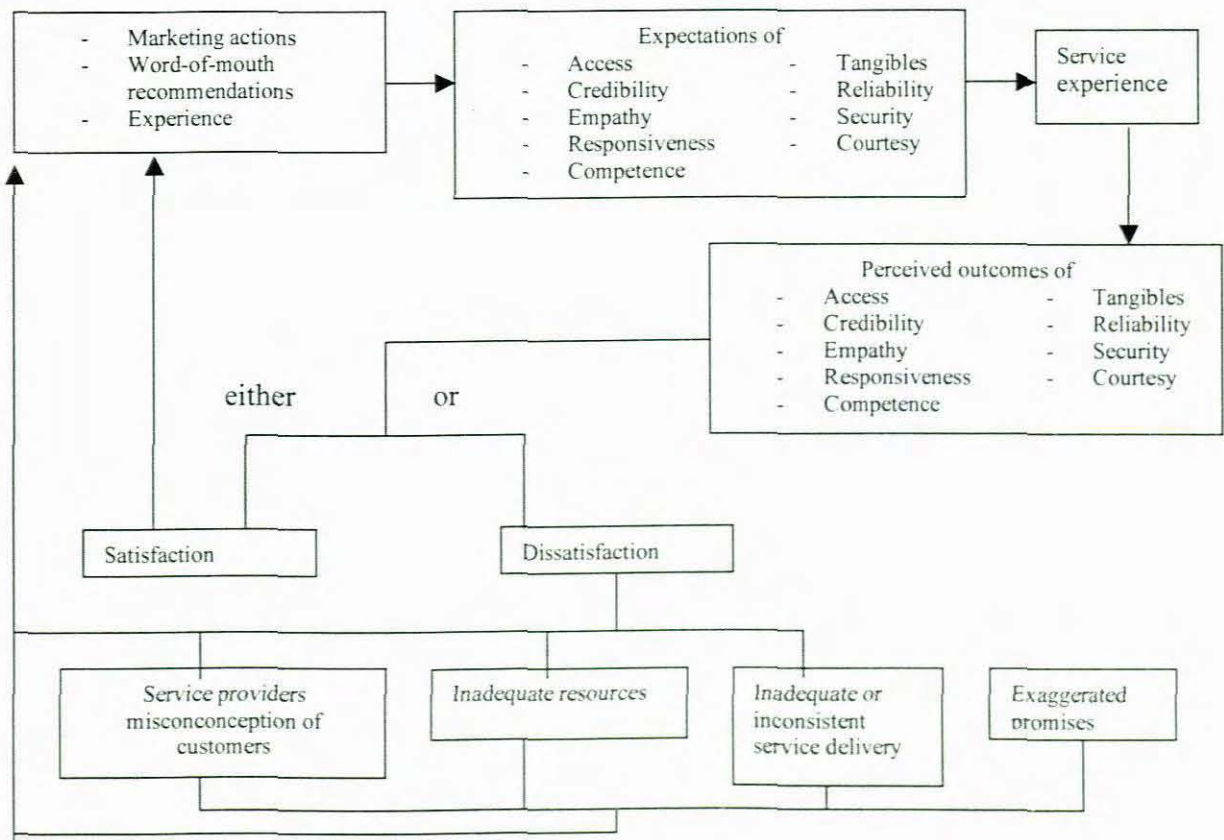 - Marketing actions
- Word-of-mouth
recommendations
- Experience
Expectations of
- Access
- Credibility
- Empathy
- Responsiveness
- Competence
- Tangibles
- Reliability
- Security
- Courtesy
Service
experience
Perceived outcomes of
- Access
- Credibility
- Empathy
- Responsiveness
- Competence
- Tangibles
- Reliability
- Security
- Courtesy
either or
Satisfaction
Dissatisfaction
Service providers
misconception of
customers
Inadequate resources
Inadequate or
inconsistent
service delivery
Exaggerated
promises